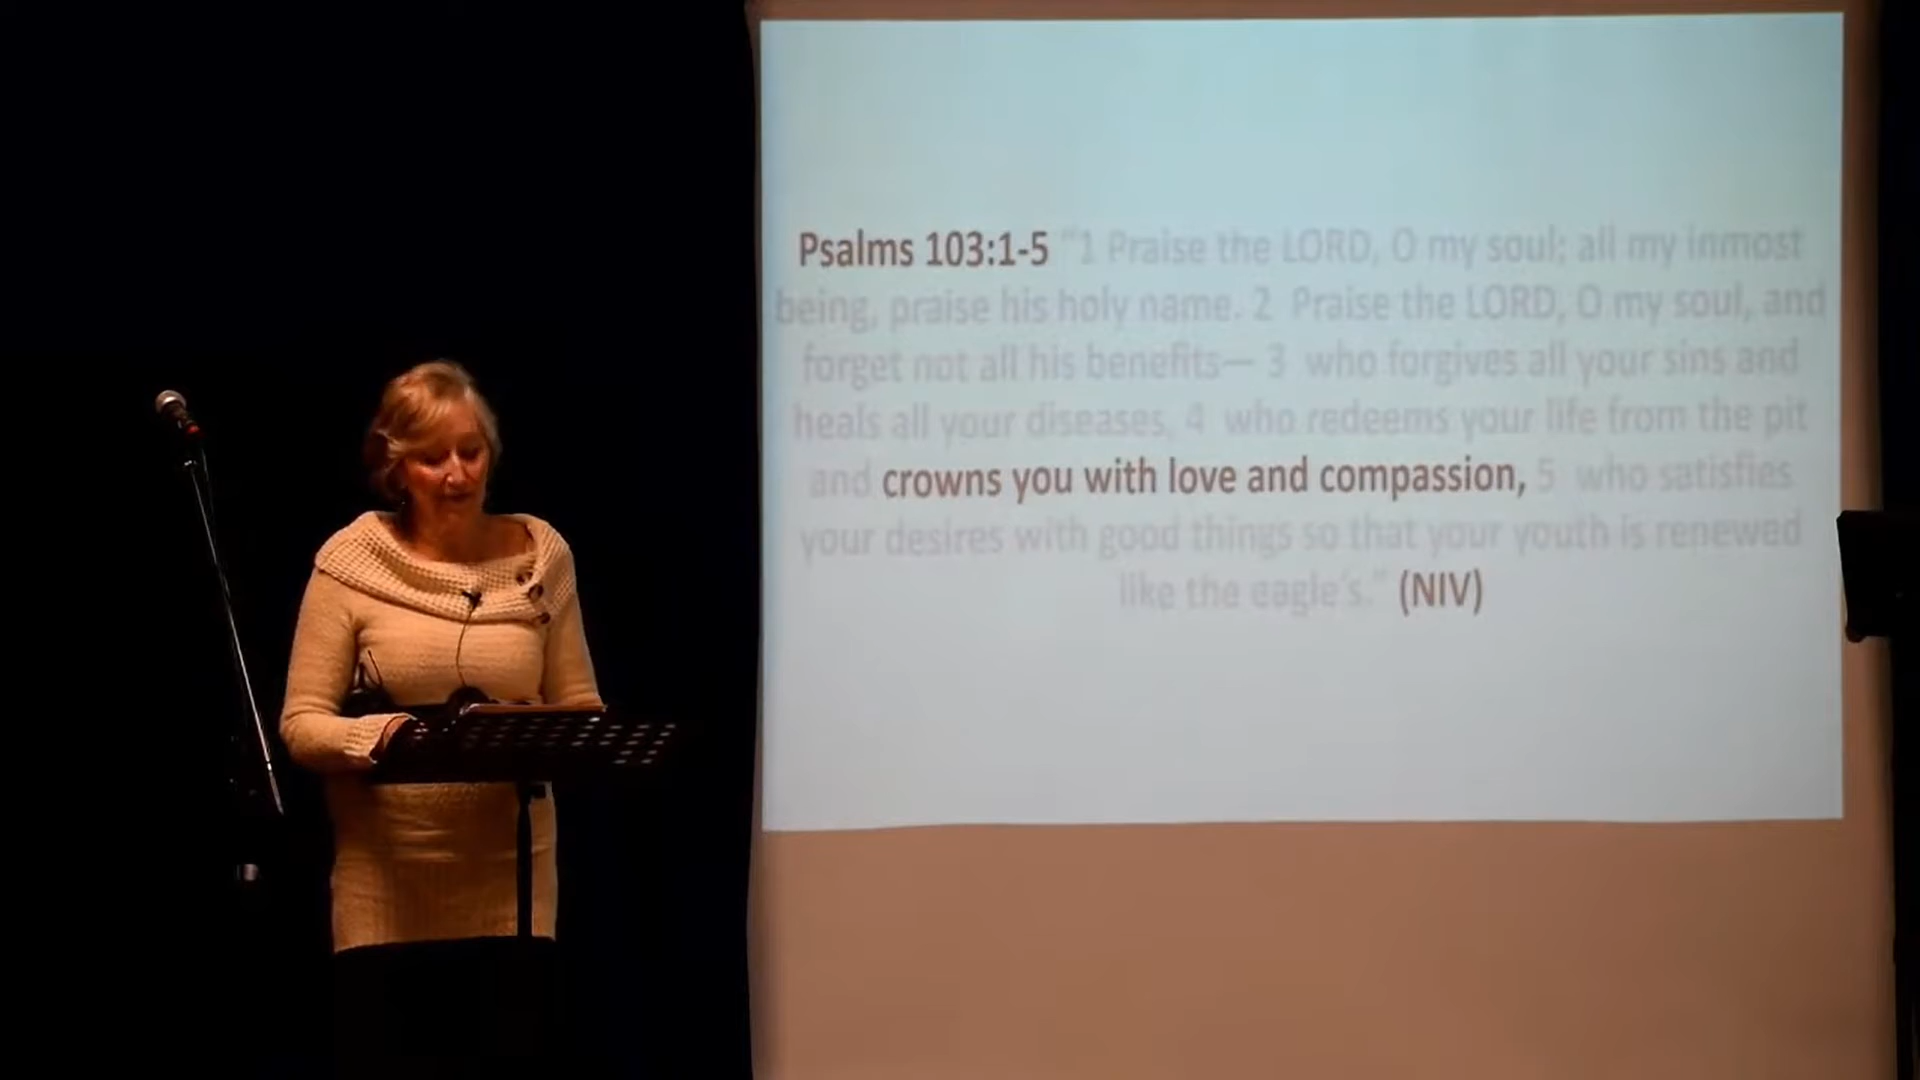 Psalms 103:1-5 "1 Praise the LORD, O my soul; all my inmost
being, praise his holy name. 2 Praise the LORD, O my soul, and
forget not all his benefits— 3 who forgives all your sins and
heals all your diseases, 4 who redeems your life from the pit
and crowns you with love and compassion, 5 who satisfies
your desires with good things so that your youth is renewed
like the eagle's." (NIV)